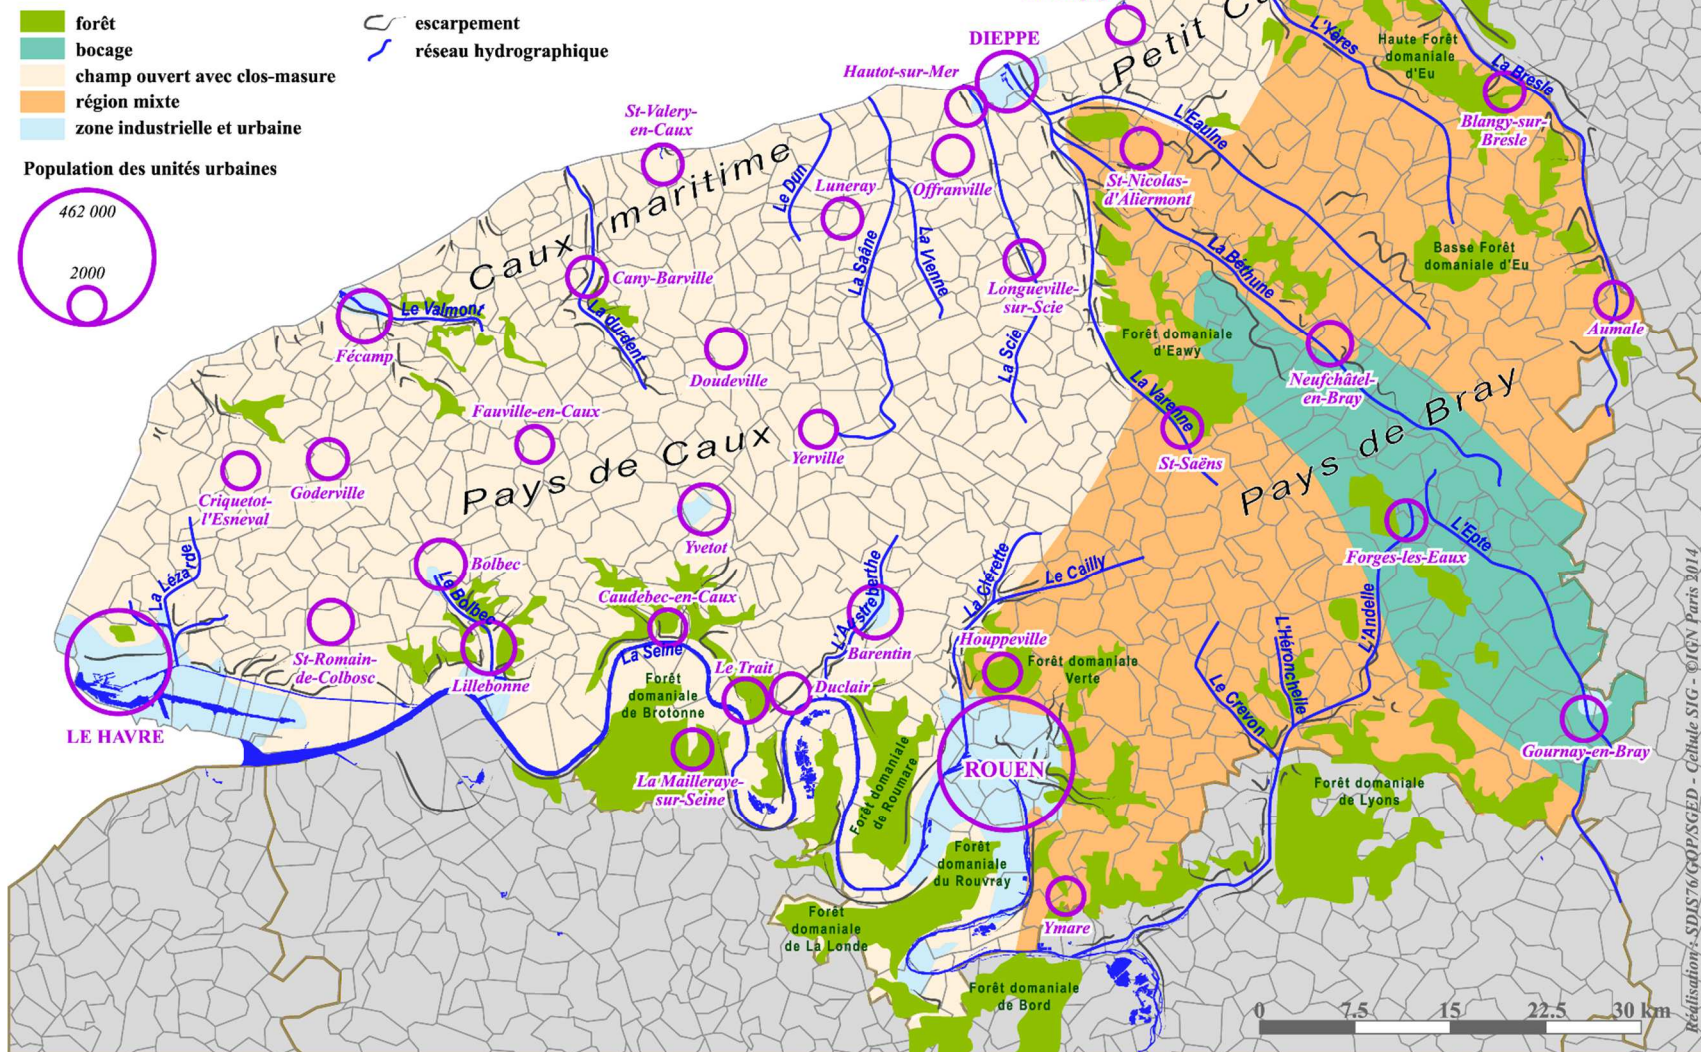 forêt
bocage
champ ouvert avec clos-masure
région mixte
zone industrielle et urbaine
escarpement
réseau hydrographique
Population des unités urbaines
462 000
2000
DIEPPE
Hautot-sur-Mer
Petit
L'Yères
Haute Forêt
domaniale
d'Eu
La Bresle
Blangy-sur-
Bresle
St-Valery-
en-Caux
Caux maritime
Le Dun
Luneray
Offranville
L'Eaulne
St-Nicolas-
d'Aliermont
La Saâne
La Vienne
Cany-Barville
La durdent
Longueville-
sur-Scie
La Scie
La Béthune
Basse Forêt
domaniale d'Eu
Aumale
Le Valmont
Fécamp
Forêt domaniale
d'Eawy
Doudeville
Neufchâtel-
en-Bray
La Varenne
Fauville-en-Caux
Pays de Caux
Yerville
St-Saëns
Pays de Bray
Criquetot-
l'Esneval
Goderville
Yvetot
Forges-les-Eaux
L'Epte
La Lézarde
Bolbec
Le Bolbec
Caudebec-en-Caux
L'Austreberthe
La Clérette
Le Cailly
L'Andelle
LE HAVRE
St-Romain-
de-Colbosc
Lillebonne
La Seine
Le Trait
Barentin
Duclair
Houppeville
Forêt domaniale
Verte
L'Héronchelle
Le Crevon
Forêt
domaniale
de Brotonne
La Mailleraye-
sur-Seine
Forêt domaniale
de Roumare
ROUEN
Gournay-en-Bray
Forêt domaniale
de Lyons
Forêt
domaniale
du Rouvray
Forêt
domaniale
de La Londe
Ymare
Forêt domaniale
de Bord
0 7.5 15 22.5 30 km
Réalisation : SDIS76/GOP/SGED - Cellule SIG - ©IGN Paris 2014